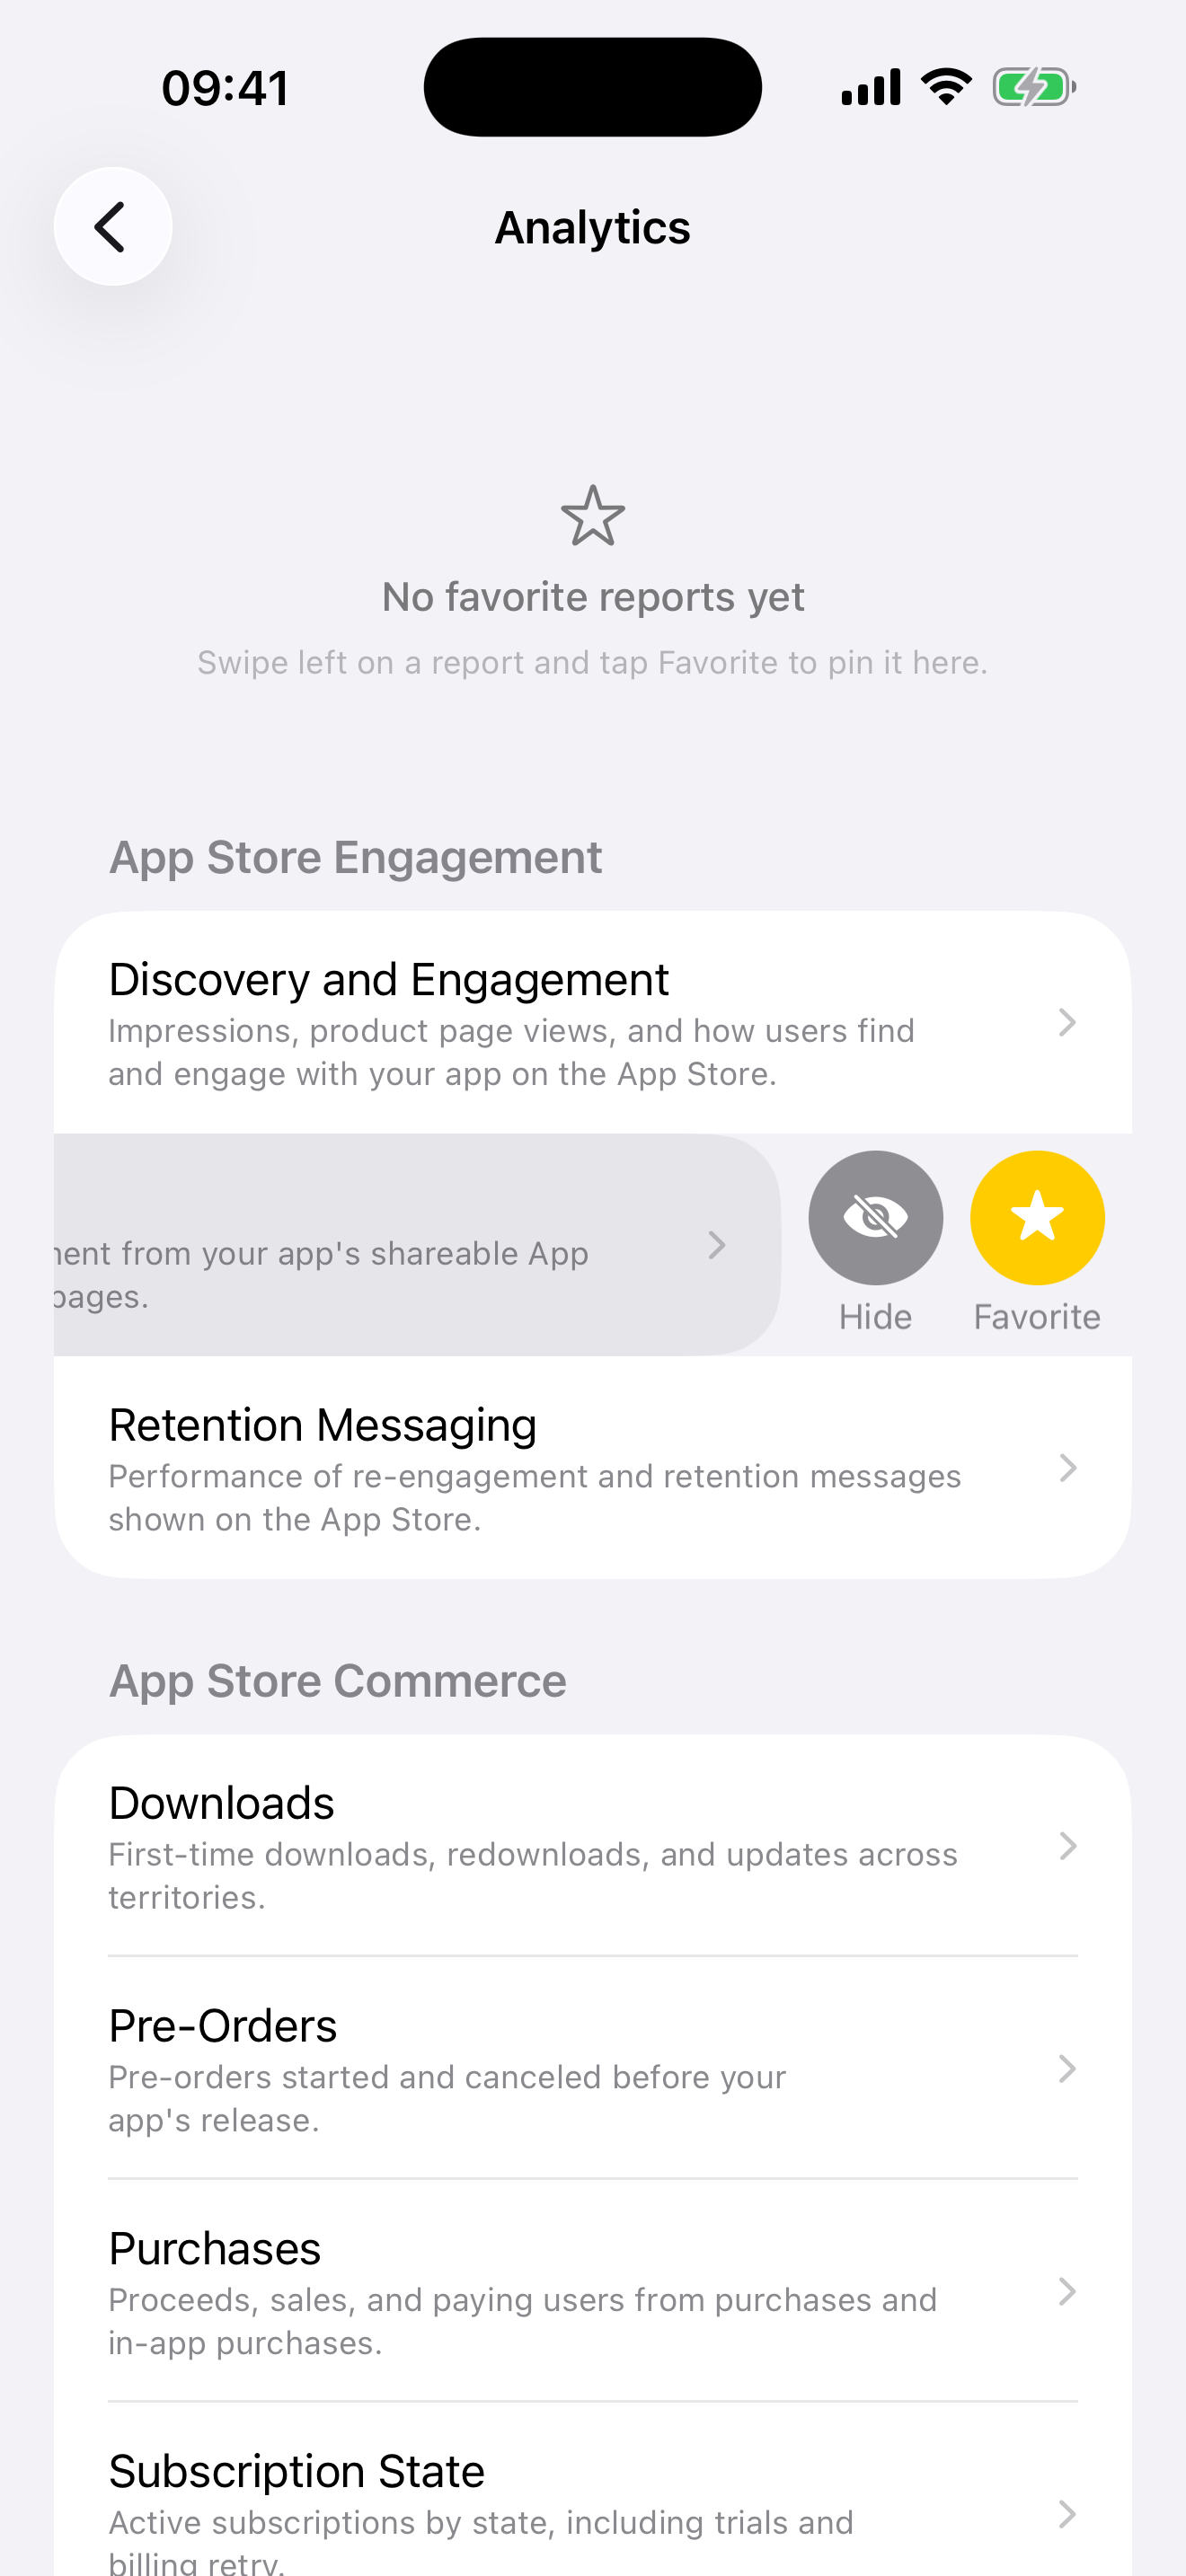 09:41
Analytics
No favorite reports yet
Swipe left on a report and tap Favorite to pin it here.
App Store Engagement
Discovery and Engagement
Impressions, product page views, and how users find
and engage with your app on the App Store.
from your app's shareable App
pages.
Hide
Favorite
Retention Messaging
Performance of re-engagement and retention messages
shown on the App Store.
App Store Commerce
Downloads
First-time downloads, redownloads, and updates across
territories.
Pre-Orders
Pre-orders started and canceled before your
app's release.
Purchases
Proceeds, sales, and paying users from purchases and
in-app purchases.
Subscription State
Active subscriptions by state, including trials and
billing retry.